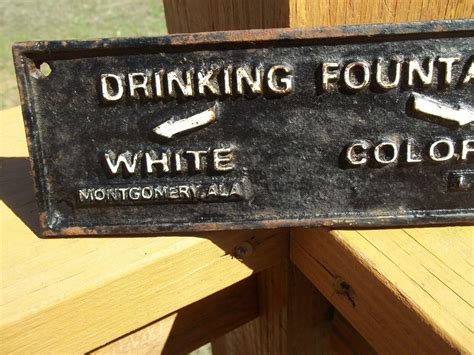 DRINKING FOUNTA
WHITE COLOR
MONTGOMERY, ALA